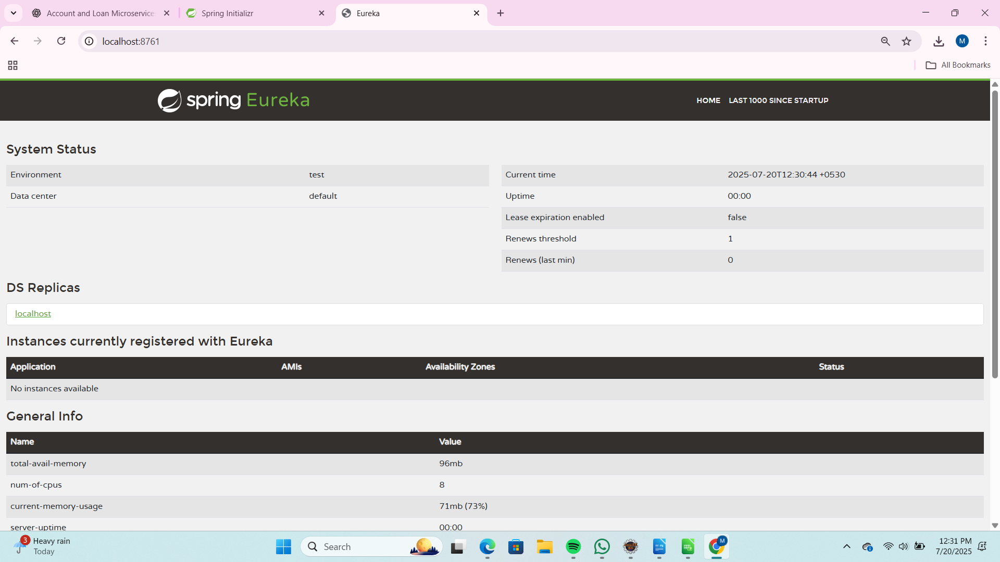 Account and Loan Microservice
Spring Initializr
Eureka
localhost:8761
M
All Bookmarks
spring Eureka
HOME LAST 1000 SINCE STARTUP
System Status
Environment test
Data center default
Current time 2025-07-20T12:30:44 +0530
Uptime 00:00
Lease expiration enabled false
Renews threshold 1
Renews (last min) 0
DS Replicas
localhost
Instances currently registered with Eureka
Application AMIs Availability Zones Status
No instances available
General Info
Name Value
total-avail-memory 96mb
num-of-cpus 8
current-memory-usage 71mb (73%)
server-uptime 00:00
3
Heavy rain
Today
Search
M
12:31 PM
7/20/2025